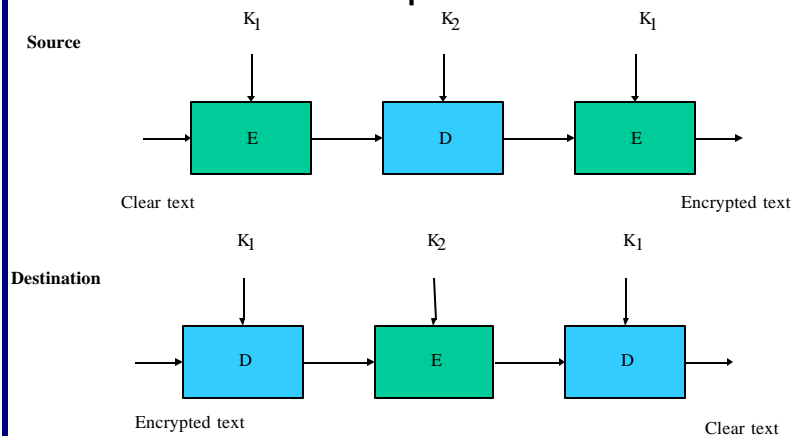 K1 K2 K1
Source
E D E
Clear text Encrypted text
K1 K2 K1
Destination
D E D
Encrypted text
Clear text